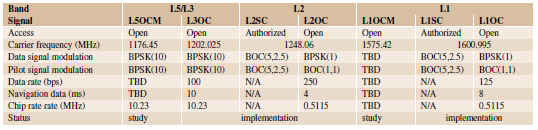 Band L5/L3 L2 L1
Signal L5OCM L3OC L2SC L2OC L1OCM L1SC L1OC
Access Open Open Authorized Open Open Authorized Open
Carrier frequency (MHz) 1176.45 1202.025 1248.06 1575.42 1600.995
Data signal modulation BPSK(10) BPSK(10) BOC(5,2.5) BPSK(1) TBD BOC(5,2.5) BPSK(1)
Pilot signal modulation BPSK(10) BPSK(10) BOC(5,2.5) BOC(1,1) TBD BOC(5,2.5) BOC(1,1)
Data rate (bps) TBD 100 N/A 250 TBD N/A 125
Navigation data (ms) TBD 10 N/A 4 TBD N/A 8
Chip rate rate (MHz) 10.23 10.23 N/A 0.5115 TBD N/A 0.5115
Status study implementation study implementation